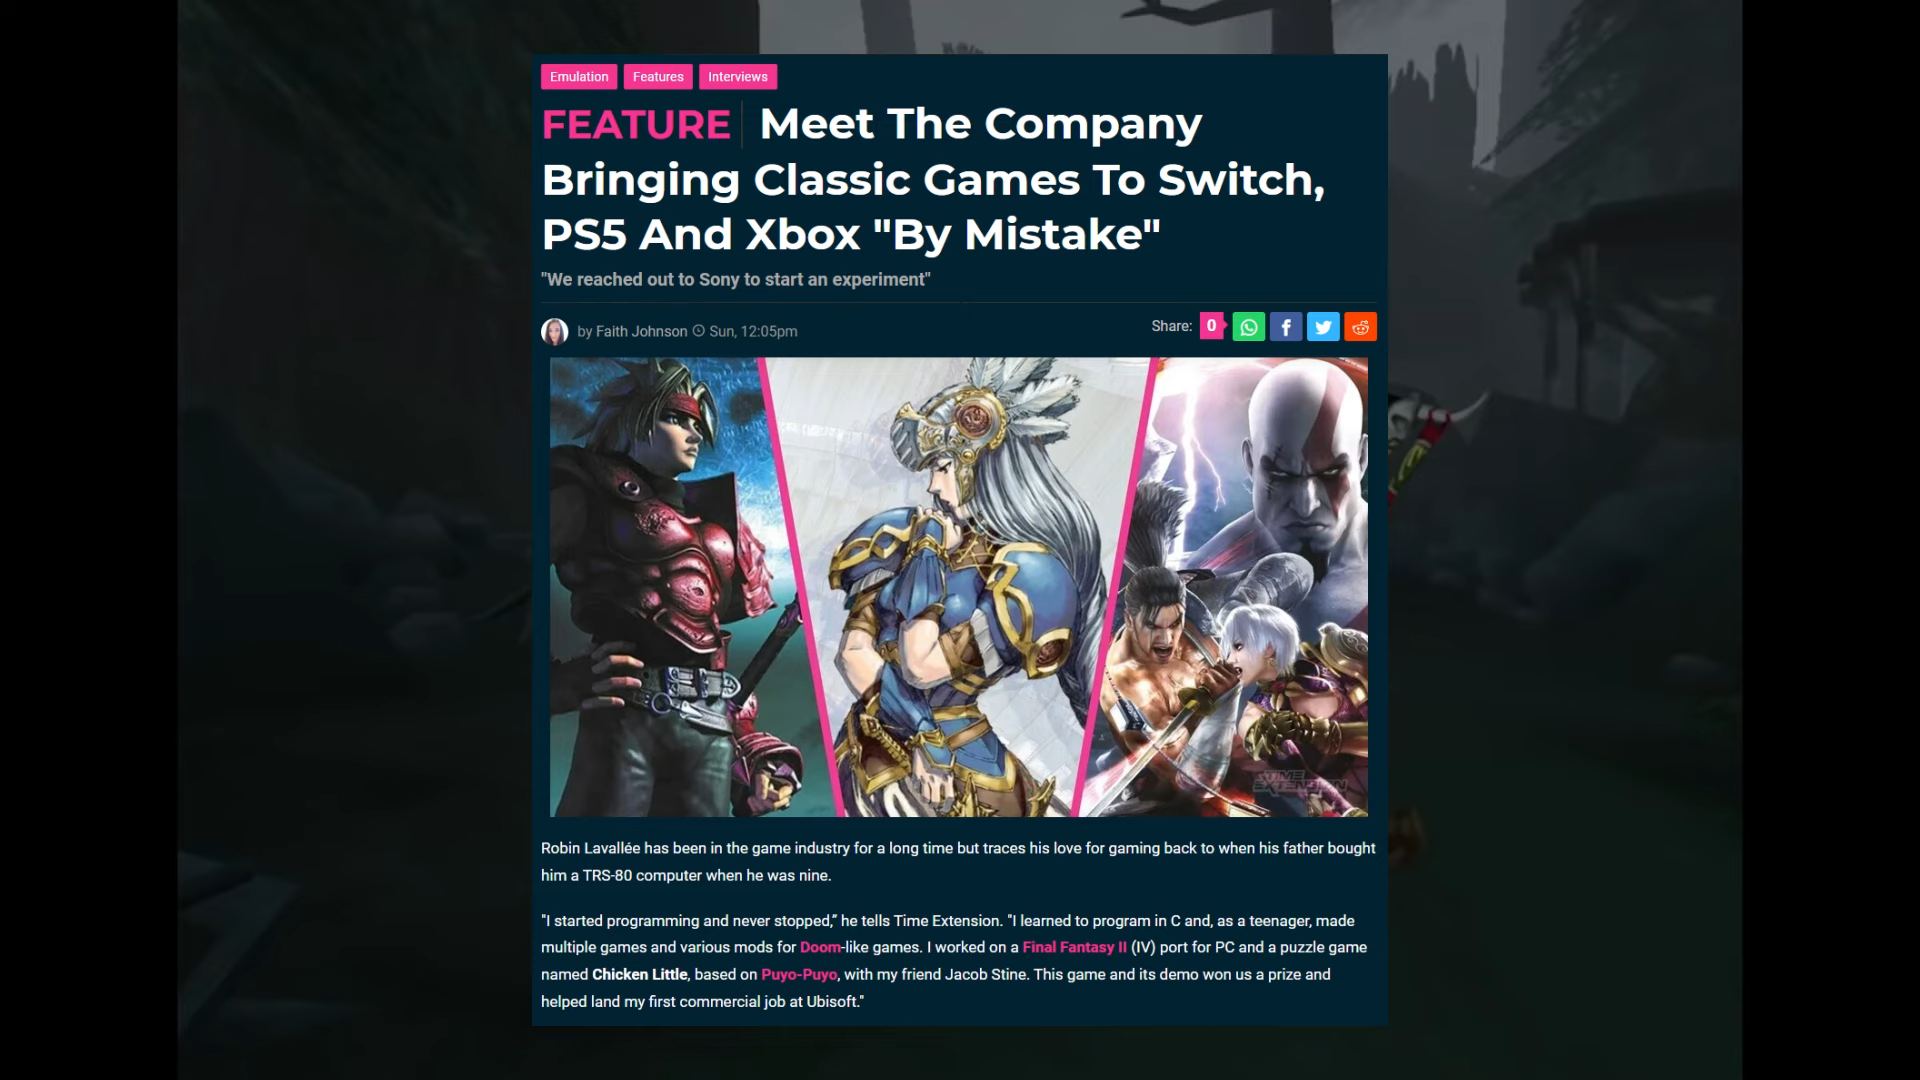 Emulation Features Interviews
FEATURE Meet The Company
Bringing Classic Games To Switch,
PS5 And Xbox "By Mistake"
"We reached out to Sony to start an experiment"
by Faith Johnson Sun, 12:05pm Share: 0
TIME EXTENSION
Robin Lavallée has been in the game industry for a long time but traces his love for gaming back to when his father bought
him a TRS-80 computer when he was nine.
"I started programming and never stopped,” he tells Time Extension. "I learned to program in C and, as a teenager, made
multiple games and various mods for Doom-like games. I worked on a Final Fantasy II (IV) port for PC and a puzzle game
named Chicken Little, based on Puyo-Puyo, with my friend Jacob Stine. This game and its demo won us a prize and
helped land my first commercial job at Ubisoft."